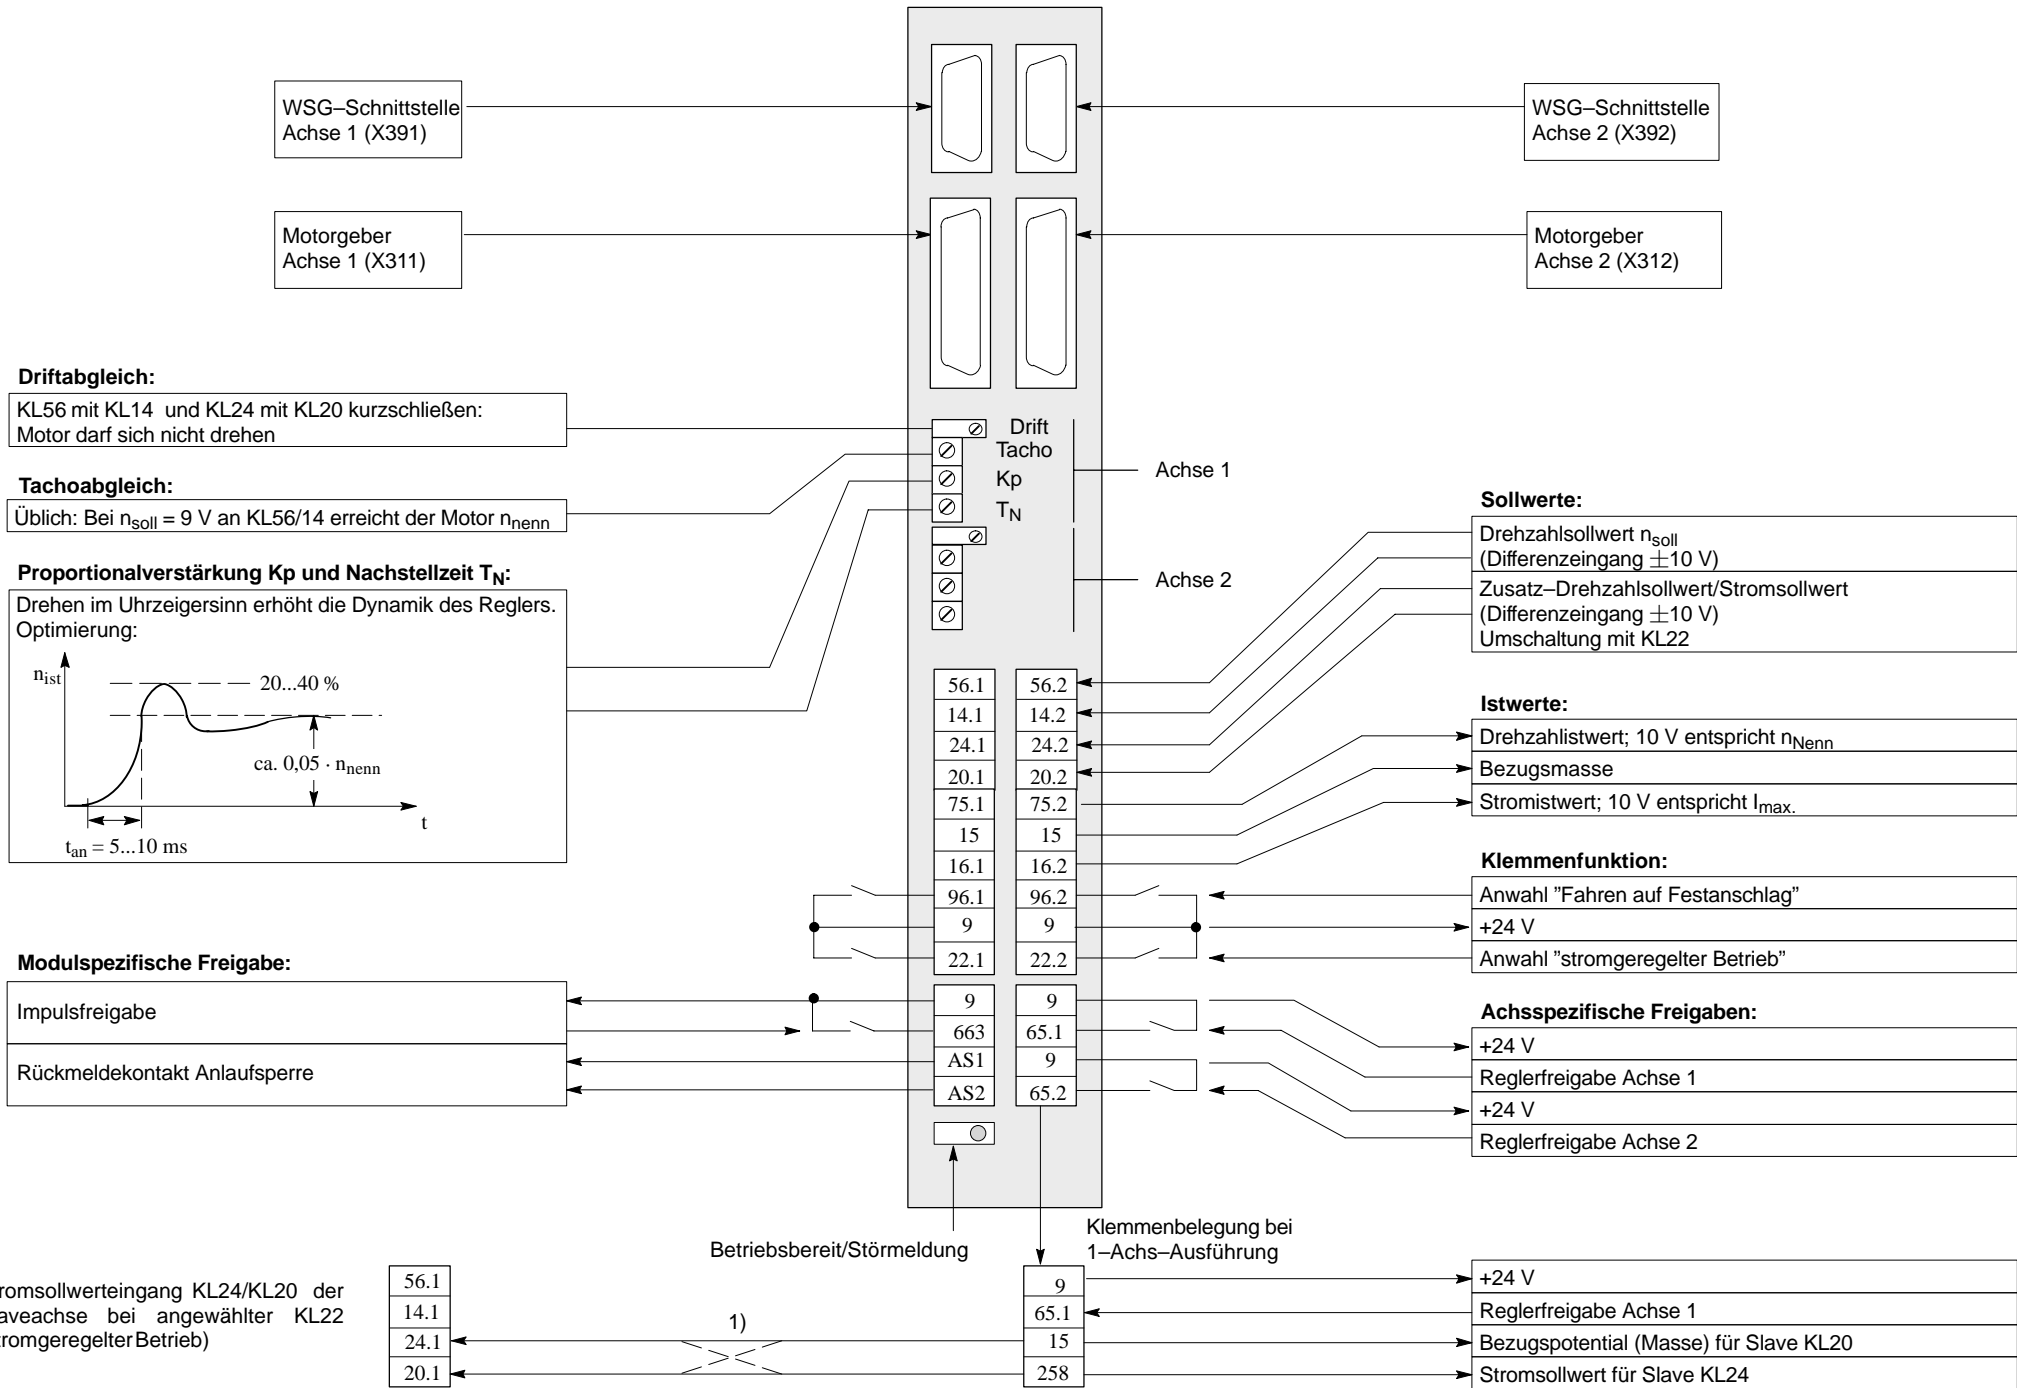 WSG–Schnittstelle
Achse 1 (X391)
WSG–Schnittstelle
Achse 2 (X392)
Motorgeber
Achse 1 (X311)
Motorgeber
Achse 2 (X312)
Driftabgleich:
KL56 mit KL14 und KL24 mit KL20 kurzschließen:
Motor darf sich nicht drehen
Tachoabgleich:
Üblich: Bei nsoll = 9 V an KL56/14 erreicht der Motor nnenn
Proportionalverstärkung Kp und Nachstellzeit TN:
Drehen im Uhrzeigersinn erhöht die Dynamik des Reglers.
Optimierung:
nist
20...40 %
ca. 0,05 · nnenn
t
tan = 5...10 ms
Drift
Tacho
Kp
TN
Achse 1
Achse 2
Sollwerte:
Drehzahlsollwert nsoll
(Differenzeingang ±10 V)
Zusatz–Drehzahlsollwert/Stromsollwert
(Differenzeingang ±10 V)
Umschaltung mit KL22
Istwerte:
Drehzahlistwert; 10 V entspricht nNenn
Bezugsmasse
Stromistwert; 10 V entspricht Imax.
Klemmenfunktion:
Anwahl ”Fahren auf Festanschlag”
+24 V
Anwahl ”stromgeregelter Betrieb”
Achsspezifische Freigaben:
+24 V
Reglerfreigabe Achse 1
+24 V
Reglerfreigabe Achse 2
56.1 56.2
14.1 14.2
24.1 24.2
20.1 20.2
75.1 75.2
15 15
16.1 16.2
96.1 96.2
9 9
22.1 22.2
9 9
663 65.1
AS1 9
AS2 65.2
Modulspezifische Freigabe:
Impulsfreigabe
Rückmeldekontakt Anlaufsperre
Betriebsbereit/Störmeldung
Klemmenbelegung bei
1–Achs–Ausführung
romsollwerteingang KL24/KL20 der
aveachse bei angewählter KL22
tromgeregelter Betrieb)
56.1
14.1
24.1
20.1
1)
9
65.1
15
258
+24 V
Reglerfreigabe Achse 1
Bezugspotential (Masse) für Slave KL20
Stromsollwert für Slave KL24